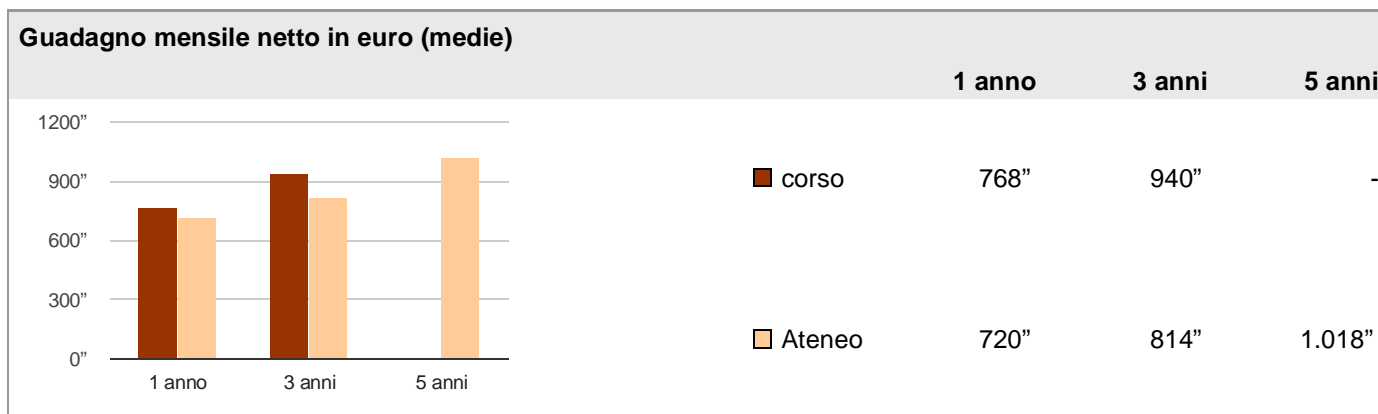 Guadagno mensile netto in euro (medie)
1 anno 3 anni 5 anni
1200”
900”
600”
300”
0”
1 anno 3 anni 5 anni
corso 768” 940” -
Ateneo 720” 814” 1.018”